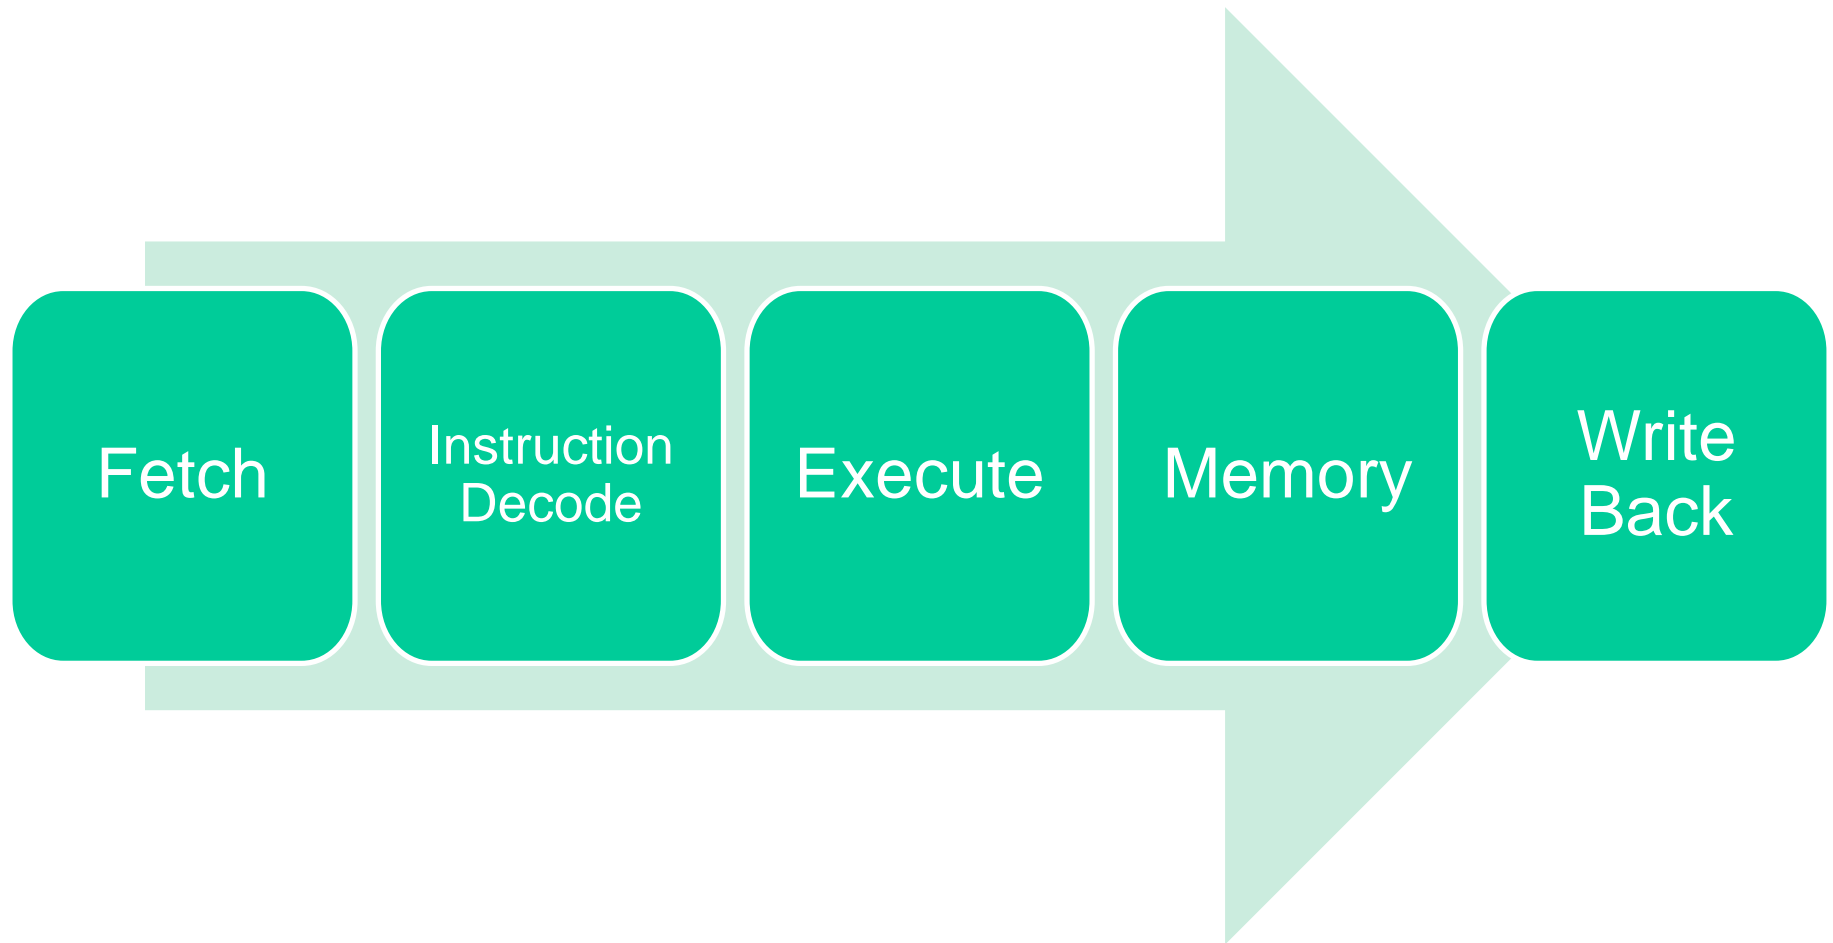 Fetch
Instruction
Decode
Execute
Memory
Write
Back